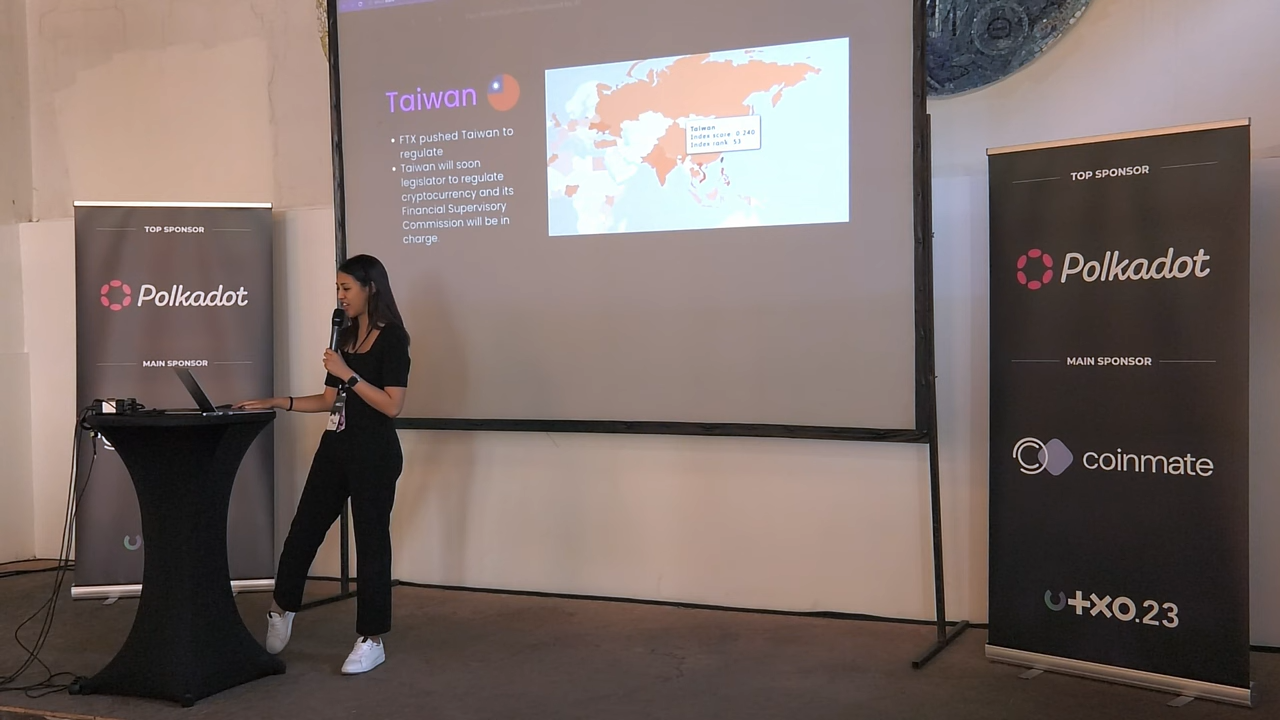 Taiwan
• FTX pushed Taiwan to
regulate
• Taiwan will soon
legislator to regulate
cryptocurrency and its
Financial Supervisory
Commission will be in
charge.
Taiwan
Index score 0.240
Index rank 53
TOP SPONSOR
Polkadot
MAIN SPONSOR
TOP SPONSOR
Polkadot
MAIN SPONSOR
coinmate
utxo.23